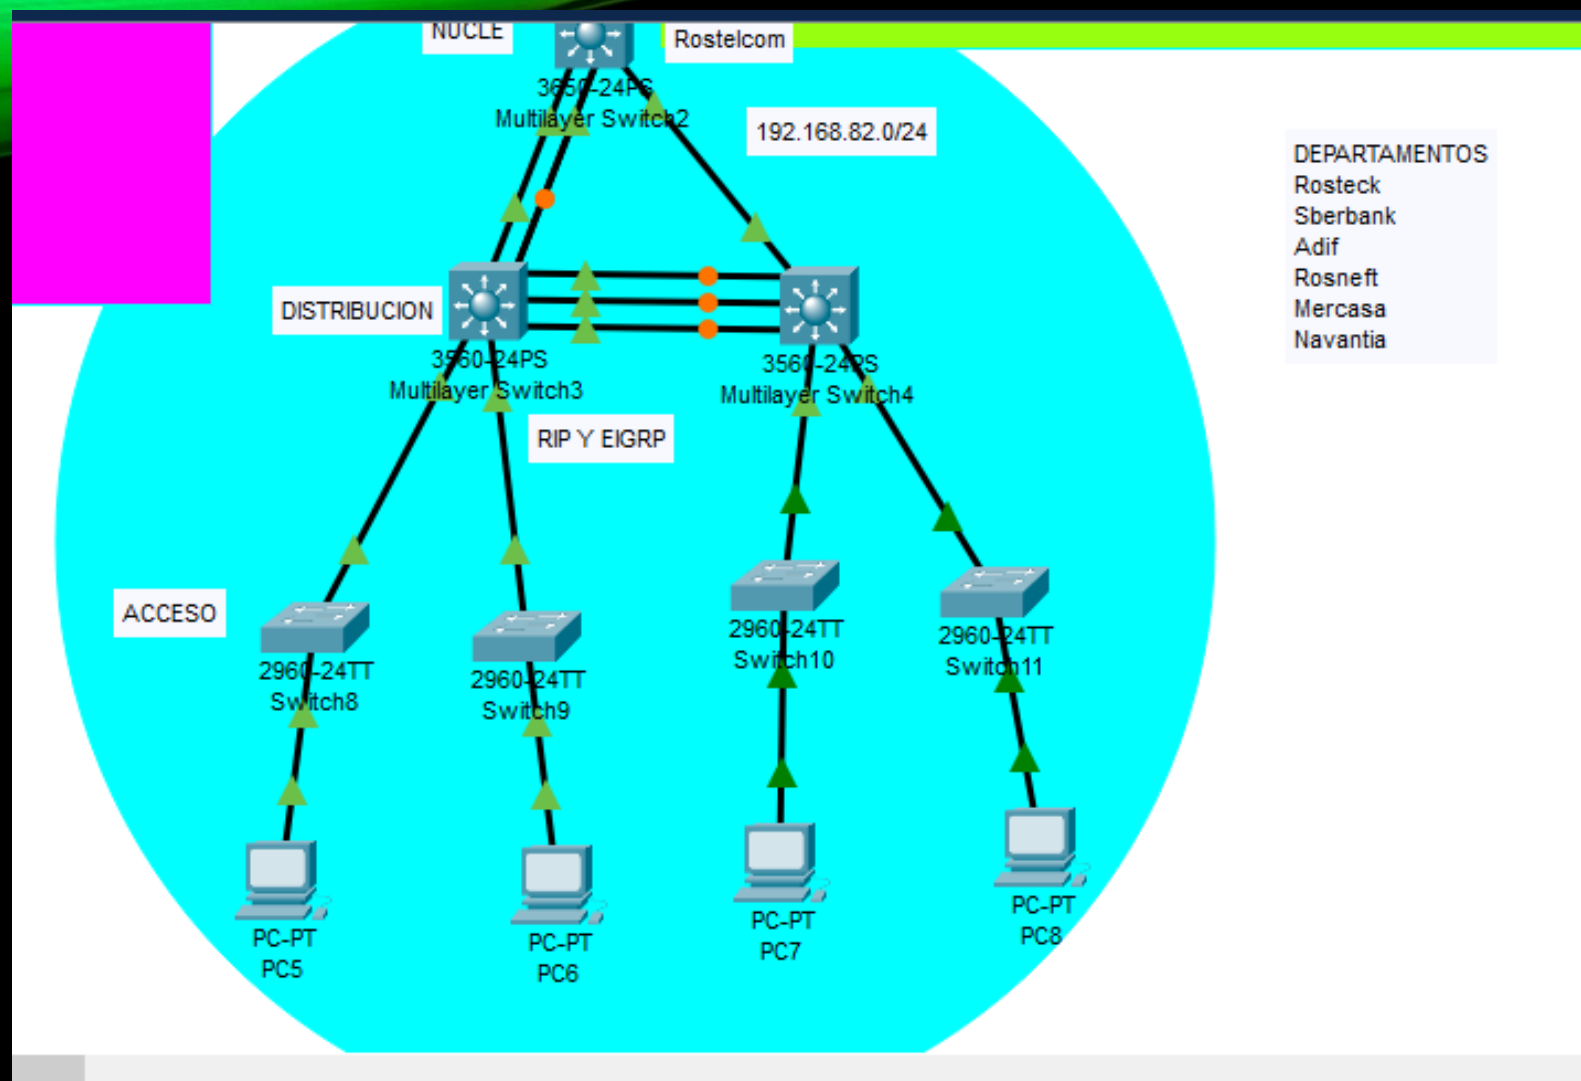 NUCLE
Rostelcom
3650-24PS
Multilayer Switch2
192.168.82.0/24
DEPARTAMENTOS
Rosteck
Sberbank
Adif
Rosneft
Mercasa
Navantia
DISTRIBUCION
3560-24PS
Multilayer Switch3
3560-24PS
Multilayer Switch4
RIP Y EIGRP
ACCESO
2960-24TT
Switch8
2960-24TT
Switch9
2960-24TT
Switch10
2960-24TT
Switch11
PC-PT
PC5
PC-PT
PC6
PC-PT
PC7
PC-PT
PC8